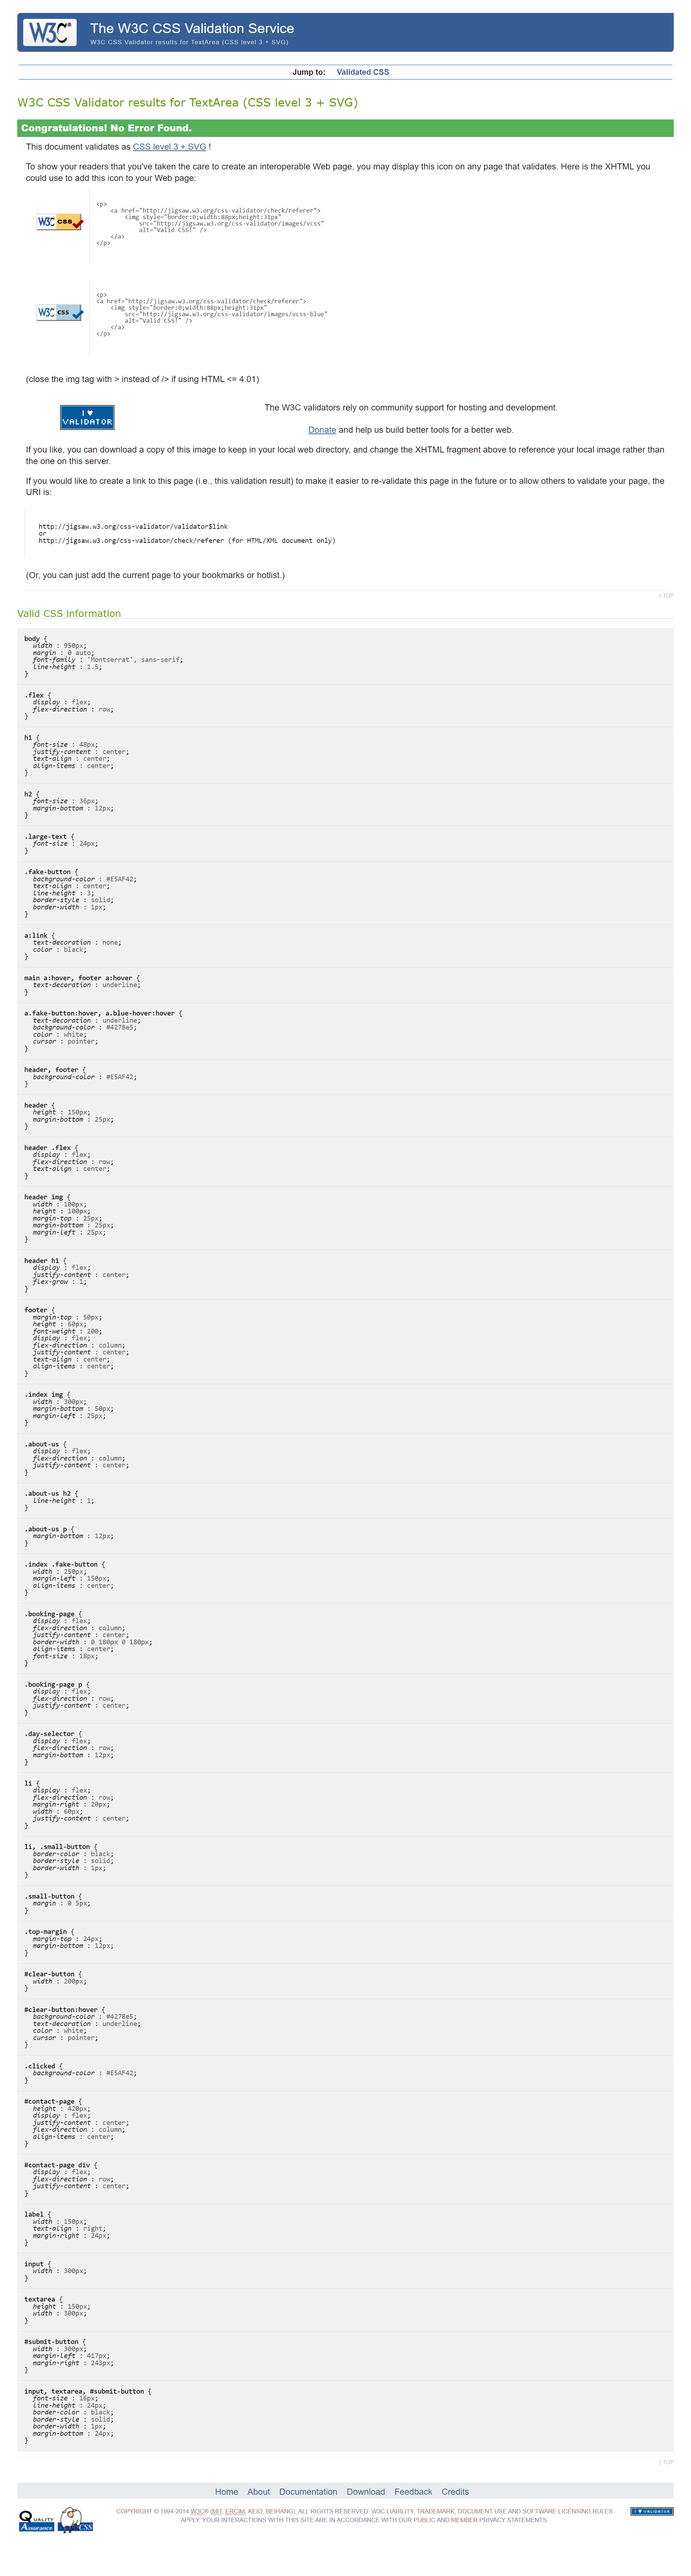 W3C®
The W3C CSS Validation Service
W3C CSS Validator results for TextArea (CSS level 3 + SVG)
Jump to: Validated CSS
W3C CSS Validator results for TextArea (CSS level 3 + SVG)
Congratulations! No Error Found.
This document validates as CSS level 3 + SVG !
To show your readers that you've taken the care to create an interoperable Web page, you may display this icon on any page that validates. Here is the XHTML you
could use to add this icon to your Web page:
W3C css
<p>
<a href="http://jigsaw.w3.org/css-validator/check/referer">
<img style="border:0;width:88px;height:31px"
src="http://jigsaw.w3.org/css-validator/images/vcss"
alt="Valid CSS!" />
</a>
</p>
W3C css
<p>
<a href="http://jigsaw.w3.org/css-validator/check/referer">
<img style="border:0;width:88px;height:31px"
src="http://jigsaw.w3.org/css-validator/images/vcss-blue"
alt="Valid CSS!" />
</a>
</p>
(close the img tag with > instead of /> if using HTML <= 4.01)
I ♥
VALIDATOR
The W3C validators rely on community support for hosting and development.
Donate and help us build better tools for a better web.
If you like, you can download a copy of this image to keep in your local web directory, and change the XHTML fragment above to reference your local image rather than
the one on this server.
If you would like to create a link to this page (i.e., this validation result) to make it easier to re-validate this page in the future or to allow others to validate your page, the
URI is:
http://jigsaw.w3.org/css-validator/validator$link
or
http://jigsaw.w3.org/css-validator/check/referer (for HTML/XML document only)
(Or, you can just add the current page to your bookmarks or hotlist.)
↑ TOP
Valid CSS information
body {
width : 950px;
margin : 0 auto;
font-family : 'Montserrat', sans-serif;
line-height : 1.5;
}
.flex {
display : flex;
flex-direction : row;
}
h1 {
font-size : 48px;
justify-content : center;
text-align : center;
align-items : center;
}
h2 {
font-size : 36px;
margin-bottom : 12px;
}
.large-text {
font-size : 24px;
}
.fake-button {
background-color : #E5AF42;
text-align : center;
line-height : 3;
border-style : solid;
border-width : 1px;
}
a:link {
text-decoration : none;
color : black;
}
main a:hover, footer a:hover {
text-decoration : underline;
}
a.fake-button:hover, a.blue-hover:hover {
text-decoration : underline;
background-color : #4278e5;
color : white;
cursor : pointer;
}
header, footer {
background-color : #E5AF42;
}
header {
height : 150px;
margin-bottom : 25px;
}
header .flex {
display : flex;
flex-direction : row;
text-align : center;
}
header img {
width : 100px;
height : 100px;
margin-top : 25px;
margin-bottom : 25px;
margin-left : 25px;
}
header h1 {
display : flex;
justify-content : center;
flex-grow : 1;
}
footer {
margin-top : 50px;
height : 60px;
font-weight : 200;
display : flex;
flex-direction : column;
justify-content : center;
text-align : center;
align-items : center;
}
.index img {
width : 300px;
margin-bottom : 50px;
margin-left : 25px;
}
.about-us {
display : flex;
flex-direction : column;
justify-content : center;
}
.about-us h2 {
line-height : 1;
}
.about-us p {
margin-bottom : 12px;
}
.index .fake-button {
width : 250px;
margin-left : 150px;
align-items : center;
}
.booking-page {
display : flex;
flex-direction : column;
justify-content : center;
border-width : 0 180px 0 180px;
align-items : center;
font-size : 18px;
}
.booking-page p {
display : flex;
flex-direction : row;
justify-content : center;
}
.day-selector {
display : flex;
flex-direction : row;
margin-bottom : 12px;
}
li {
display : flex;
flex-direction : row;
margin-right : 20px;
width : 60px;
justify-content : center;
}
li, .small-button {
border-color : black;
border-style : solid;
border-width : 1px;
}
.small-button {
margin : 0 5px;
}
.top-margin {
margin-top : 24px;
margin-bottom : 12px;
}
#clear-button {
width : 200px;
}
#clear-button:hover {
background-color : #4278e5;
text-decoration : underline;
color : white;
cursor : pointer;
}
.clicked {
background-color : #E5AF42;
}
#contact-page {
height : 420px;
display : flex;
justify-content : center;
flex-direction : column;
align-items : center;
}
#contact-page div {
display : flex;
flex-direction : row;
justify-content : center;
}
label {
width : 150px;
text-align : right;
margin-right : 24px;
}
input {
width : 300px;
}
textarea {
height : 150px;
width : 300px;
}
#submit-button {
width : 300px;
margin-left : 417px;
margin-right : 243px;
}
input, textarea, #submit-button {
font-size : 16px;
line-height : 24px;
border-color : black;
border-style : solid;
border-width : 1px;
margin-bottom : 24px;
}
↑ TOP
Home About Documentation Download Feedback Credits
Quality
Assurance
CSS
COPYRIGHT © 1994-2014 W3C® (MIT, ERCIM, KEIO, BEIHANG), ALL RIGHTS RESERVED. W3C LIABILITY, TRADEMARK, DOCUMENT USE AND SOFTWARE LICENSING RULES
APPLY. YOUR INTERACTIONS WITH THIS SITE ARE IN ACCORDANCE WITH OUR PUBLIC AND MEMBER PRIVACY STATEMENTS.
I ♥ VALIDATOR